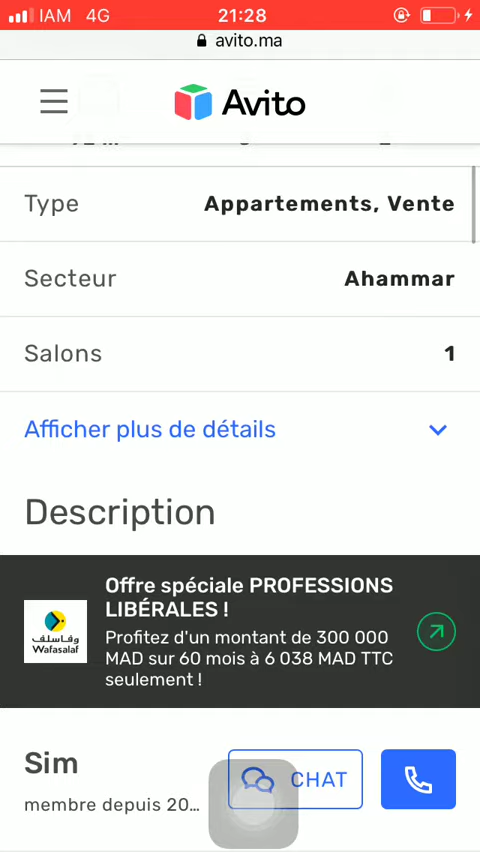 IAM 4G 21:28
avito.ma
Avito
Type Appartements, Vente
Secteur Ahammar
Salons 1
Afficher plus de détails
Description
Offre spéciale PROFESSIONS
LIBÉRALES !
Profitez d'un montant de 300 000
MAD sur 60 mois à 6 038 MAD TTC
seulement !
وفاسلف
Wafasalaf
Sim
CHAT
membre depuis 20...